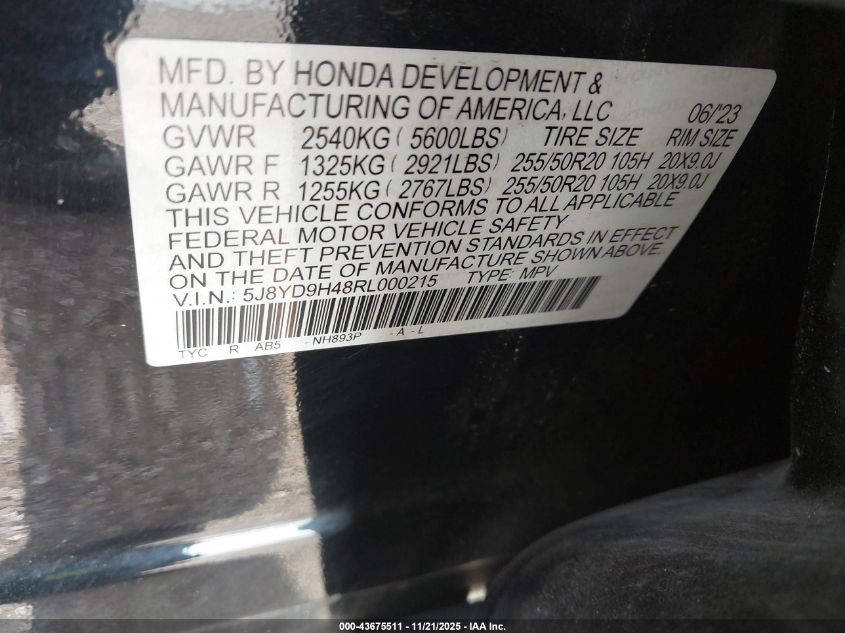 MFD. BY HONDA DEVELOPMENT &
MANUFACTURING OF AMERICA, LLC 06/'23
GVWR 2540KG ( 5600LBS) TIRE SIZE RIM SIZE
GAWR F 1325KG ( 2921LBS) 255/50R20 105H 20X9.0J
GAWR R 1255KG ( 2767LBS) 255/50R20 105H 20X9.0J
THIS VEHICLE CONFORMS TO ALL APPLICABLE
FEDERAL MOTOR VEHICLE SAFETY
AND THEFT PREVENTION STANDARDS IN EFFECT
ON THE DATE OF MANUFACTURE SHOWN ABOVE.
V.I.N.: 5J8YD9H48RL000215 TYPE: MPV
TYC R AB5 -NH893P -A-L
000-43675511 - 11/21/2025 - IAA Inc.